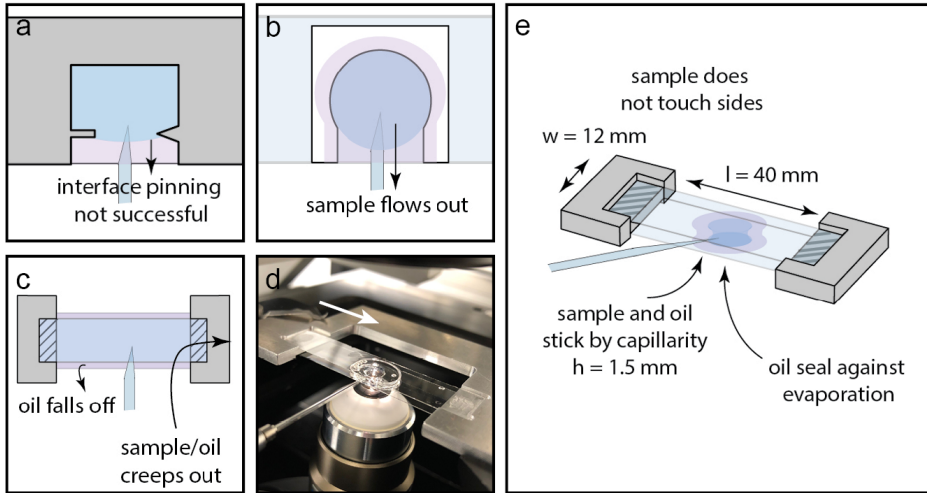 a
interface pinning
not successful
b
sample flows out
c
oil falls off
sample/oil
creeps out
d
e
sample does
not touch sides
w = 12 mm
l = 40 mm
sample and oil
stick by capillarity
h = 1.5 mm
oil seal against
evaporation